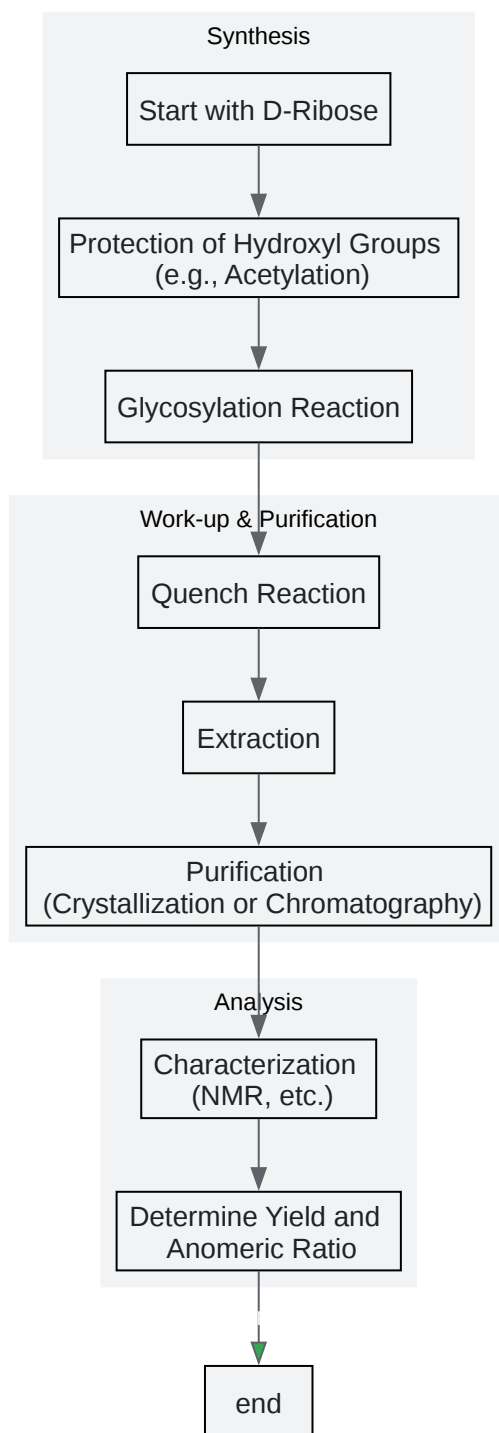 Synthesis
Start with D-Ribose
Protection of Hydroxyl Groups
(e.g., Acetylation)
Glycosylation Reaction
Work-up & Purification
Quench Reaction
Extraction
Purification
(Crystallization or Chromatography)
Analysis
Characterization
(NMR, etc.)
Determine Yield and
Anomeric Ratio
end